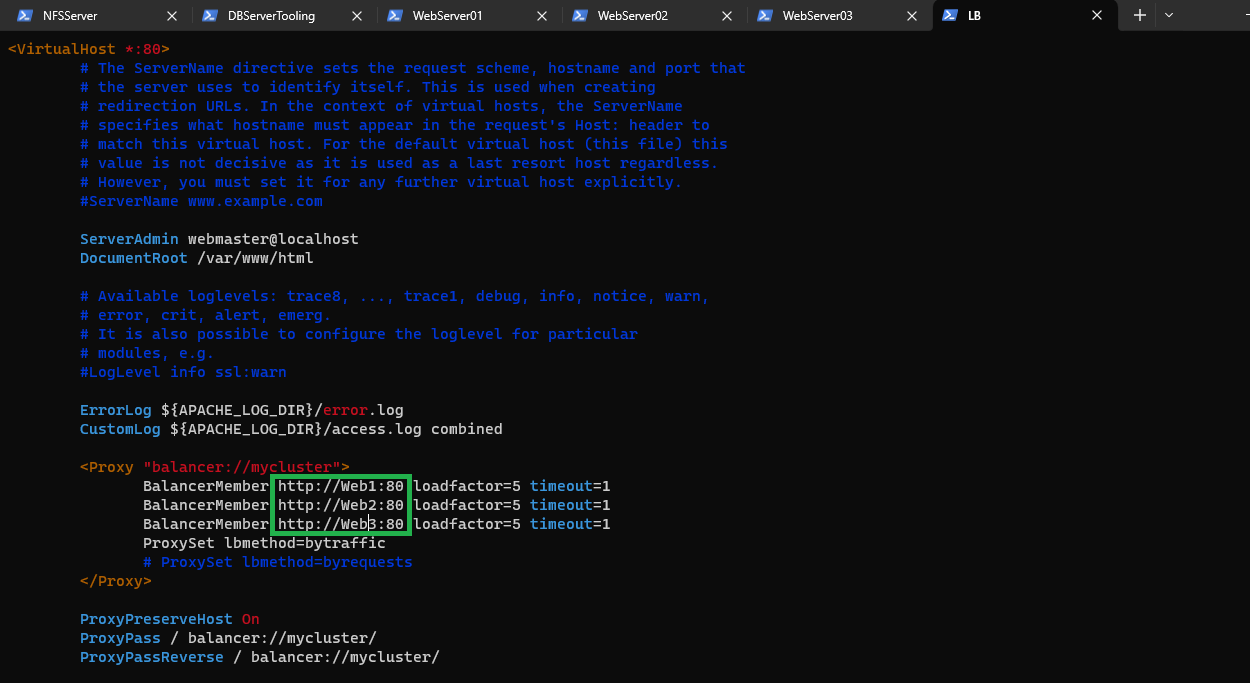 NFSServer DBServerTooling WebServer01 WebServer02 WebServer03 LB
<VirtualHost *:80>
# The ServerName directive sets the request scheme, hostname and port that
# the server uses to identify itself. This is used when creating
# redirection URLs. In the context of virtual hosts, the ServerName
# specifies what hostname must appear in the request's Host: header to
# match this virtual host. For the default virtual host (this file) this
# value is not decisive as it is used as a last resort host regardless.
# However, you must set it for any further virtual host explicitly.
#ServerName www.example.com
ServerAdmin webmaster@localhost
DocumentRoot /var/www/html
# Available loglevels: trace8, ..., trace1, debug, info, notice, warn,
# error, crit, alert, emerg.
# It is also possible to configure the loglevel for particular
# modules, e.g.
#LogLevel info ssl:warn
ErrorLog ${APACHE_LOG_DIR}/error.log
CustomLog ${APACHE_LOG_DIR}/access.log combined
<Proxy "balancer://mycluster">
BalancerMember http://Web1:80 loadfactor=5 timeout=1
BalancerMember http://Web2:80 loadfactor=5 timeout=1
BalancerMember http://Web3:80 loadfactor=5 timeout=1
ProxySet lbmethod=bytraffic
# ProxySet lbmethod=byrequests
</Proxy>
ProxyPreserveHost On
ProxyPass / balancer://mycluster/
ProxyPassReverse / balancer://mycluster/